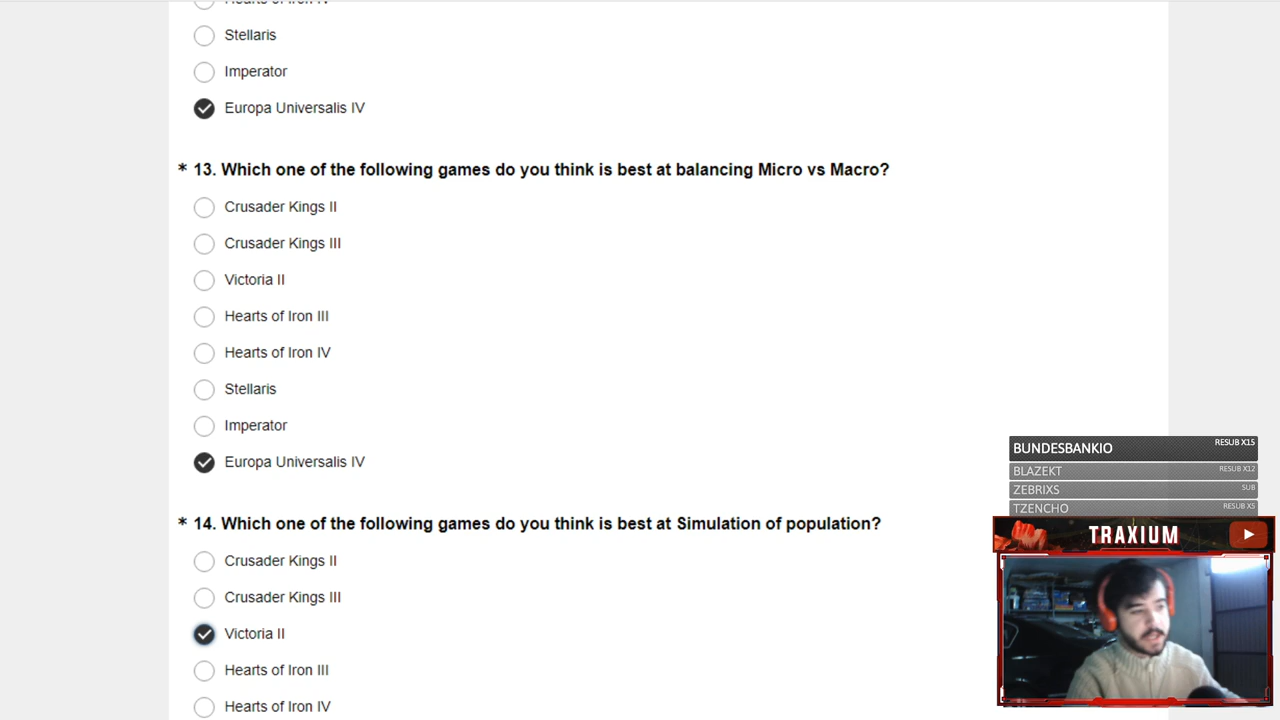 Hearts of Iron IV
Stellaris
Imperator
Europa Universalis IV
* 13. Which one of the following games do you think is best at balancing Micro vs Macro?
Crusader Kings II
Crusader Kings III
Victoria II
Hearts of Iron III
Hearts of Iron IV
Stellaris
Imperator
Europa Universalis IV
* 14. Which one of the following games do you think is best at Simulation of population?
Crusader Kings II
Crusader Kings III
Victoria II
Hearts of Iron III
Hearts of Iron IV
BUNDESBANKIO RESUB X15
BLAZEKT RESUB X12
ZEBRIXS SUB
TZENCHO RESUB X5
TRAXIUM